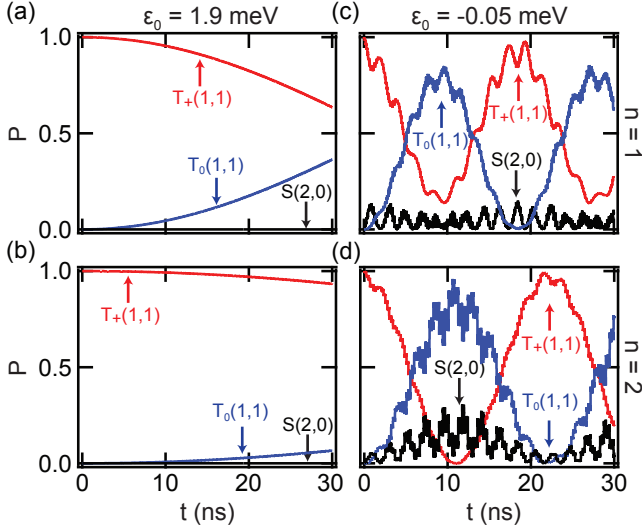 (a) ε₀ = 1.9 meV
(c) ε₀ = -0.05 meV
1.0
T₊(1,1)
P
0.5
T₀(1,1)
S(2,0)
0.0
T₊(1,1)
T₀(1,1)
S(2,0)
n = 1
(b)
1.0
T₊(1,1)
P
0.5
T₀(1,1)
S(2,0)
0.0
0 10 20 30
t (ns)
(d)
T₊(1,1)
S(2,0)
T₀(1,1)
n = 2
0 10 20 30
t (ns)